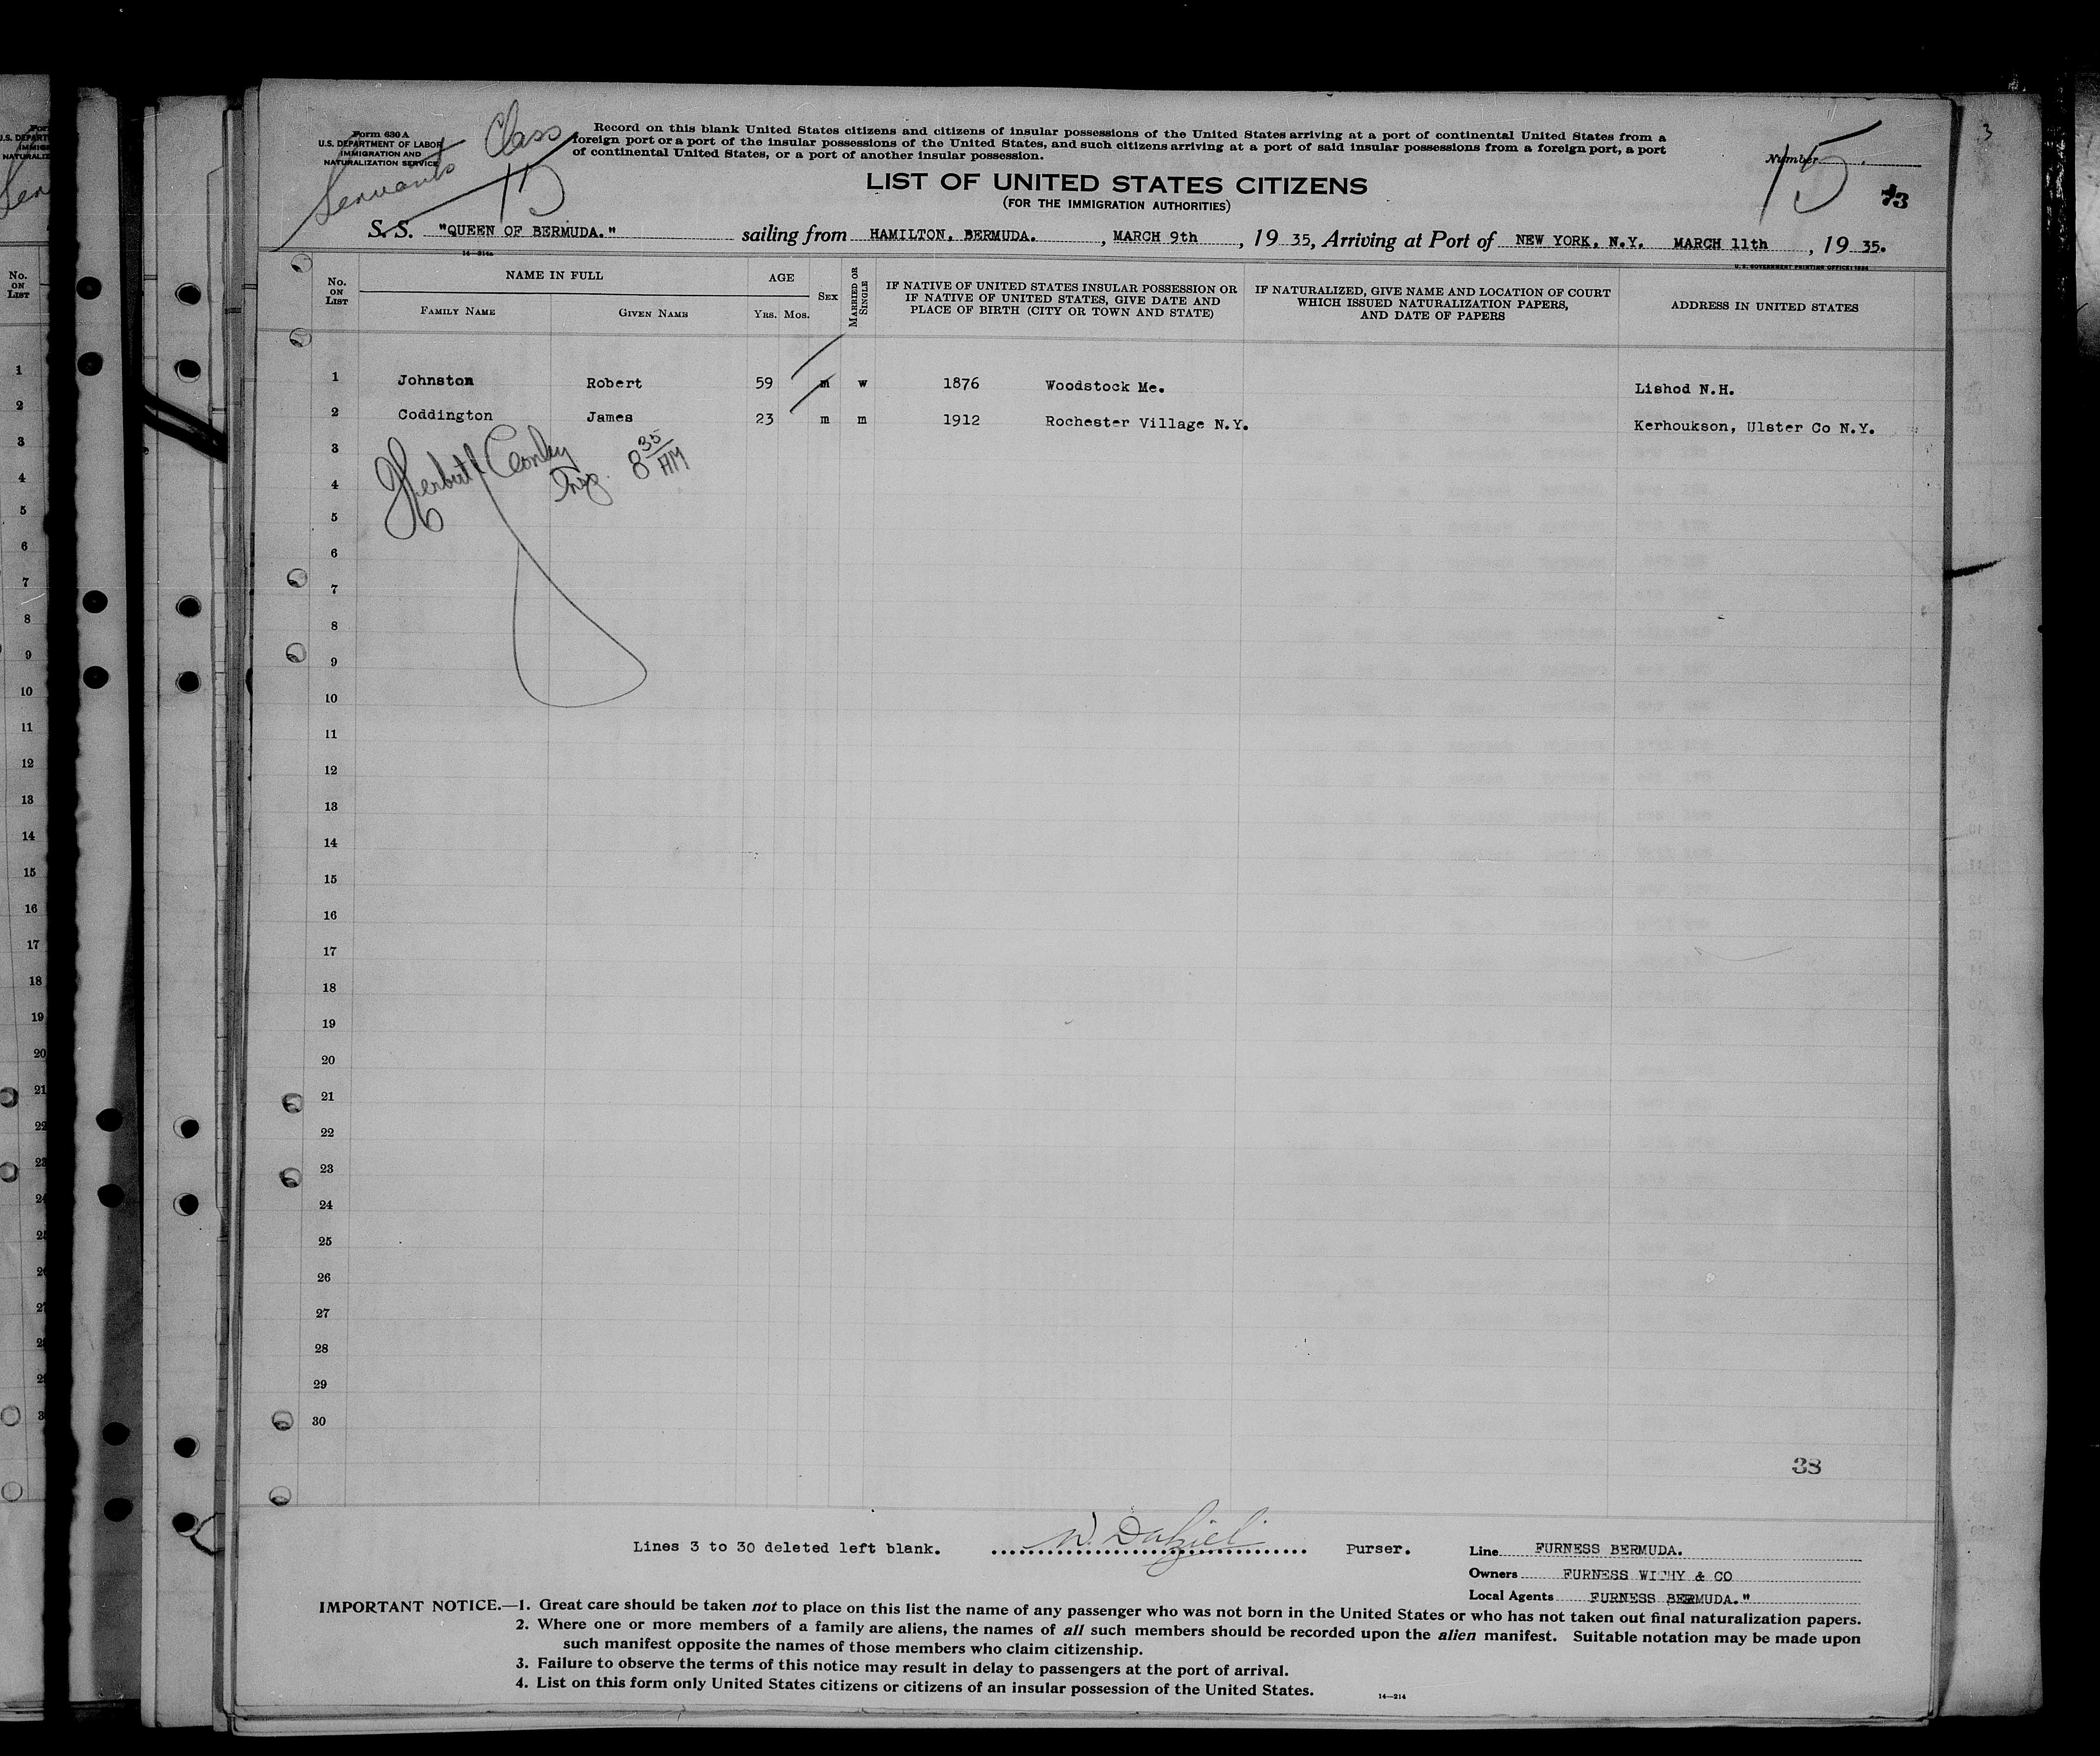 Form 630 A
U.S. DEPARTMENT OF LABOR
IMMIGRATION AND
NATURALIZATION SERVICE
Servants Class
15
Record on this blank United States citizens and citizens of insular possessions of the United States arriving at a port of continental United States from a
foreign port or a port of the insular possessions of the United States, and such citizens arriving at a port of said insular possessions from a foreign port, a port
of continental United States, or a port of another insular possession.
Number
15
LIST OF UNITED STATES CITIZENS
(FOR THE IMMIGRATION AUTHORITIES)
S.S. "QUEEN OF BERMUDA." sailing from HAMILTON, BERMUDA. , MARCH 9th , 19 35, Arriving at Port of NEW YORK, N.Y. MARCH 11th , 19 35.
U. S. GOVERNMENT PRINTING OFFICE: 1934
No. ON LIST
NAME IN FULL
FAMILY NAME
GIVEN NAME
AGE
YRS. MOS.
SEX
MARRIED OR SINGLE
IF NATIVE OF UNITED STATES INSULAR POSSESSION OR
IF NATIVE OF UNITED STATES, GIVE DATE AND
PLACE OF BIRTH (CITY OR TOWN AND STATE)
IF NATURALIZED, GIVE NAME AND LOCATION OF COURT
WHICH ISSUED NATURALIZATION PAPERS,
AND DATE OF PAPERS
ADDRESS IN UNITED STATES
1 Johnston Robert 59 m w 1876 Woodstock Me. Lishod N.H.
2 Coddington James 23 m m 1912 Rochester Village N.Y. Kerhoukson, Ulster Co N.Y.
3
Insp. 8 35 AM
4
5
6
7
8
9
10
11
12
13
14
15
16
17
18
19
20
21
22
23
24
25
26
27
28
29
30
38
Lines 3 to 30 deleted left blank.
W. Dalziel
Purser.
Line FURNESS BERMUDA.
Owners FURNESS WITHY & CO
Local Agents FURNESS BERMUDA."
IMPORTANT NOTICE.—1. Great care should be taken not to place on this list the name of any passenger who was not born in the United States or who has not taken out final naturalization papers.
2. Where one or more members of a family are aliens, the names of all such members should be recorded upon the alien manifest. Suitable notation may be made upon
such manifest opposite the names of those members who claim citizenship.
3. Failure to observe the terms of this notice may result in delay to passengers at the port of arrival.
4. List on this form only United States citizens or citizens of an insular possession of the United States.
14—214